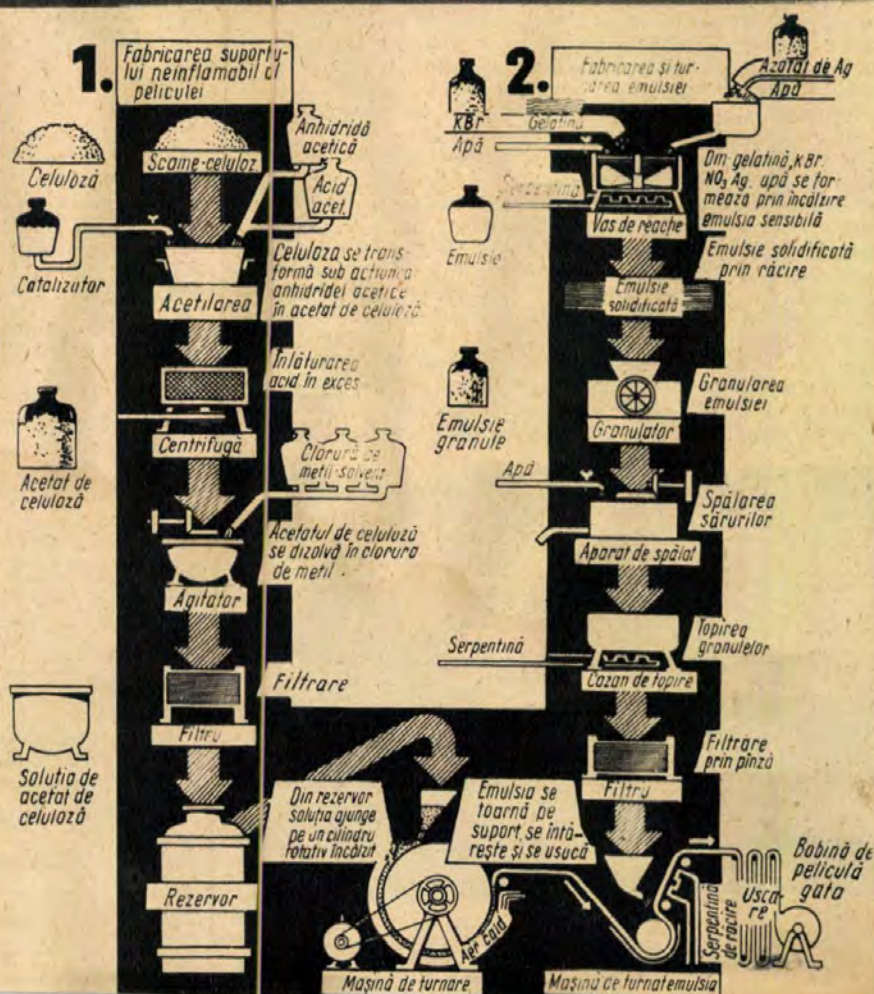 1.
Fabricarea suportu-
lui neinflamabil al
peliculei
Celuloză
Scame-celuloz.
Anhidridă
acetică
Acid
acet.
Catalizator
Acetilarea
Celuloza se trans-
formă sub acțiunea
anhidridei acetice
în acetat de celuloză.
Înlăturarea
acid în exces
Centrifugă
Acetat de
celuloză
Clorură de
metil-solvent
Acetatul de celuloză
se dizolvă în clorura
de metil.
Agitator
Filtrare
Filtru
Soluția de
acetat de
celuloză
Rezervor
Din rezervor
soluția ajunge
pe un cilindru
rotativ încălzit
Aer cald
Mașină de turnare
2.
Fabricarea și tur-
narea emulsiei
Azotat de Ag
Apă
KBr
Gelatină
Apă
Serpentină
Vas de reacție
Din gelatină, KBr.
NO3 Ag. apă se for-
mează prin încălzire
emulsia sensibilă
Emulsie
Emulsie solidificată
prin răcire
Emulsie
solidificată
Emulsie
granule
Granulator
Granularea
emulsiei
Apă
Spălarea
sărurilor
Aparat de spălat
Serpentină
Topirea
granulelor
Cazan de topire
Filtrare
prin pînză
Filtru
Emulsia se
toarnă pe
suport, se întă-
rește și se usucă
Mașină de turnat emulsia
Serpentină
de răcire
Usca-
re
Bobină de
peliculă
gata